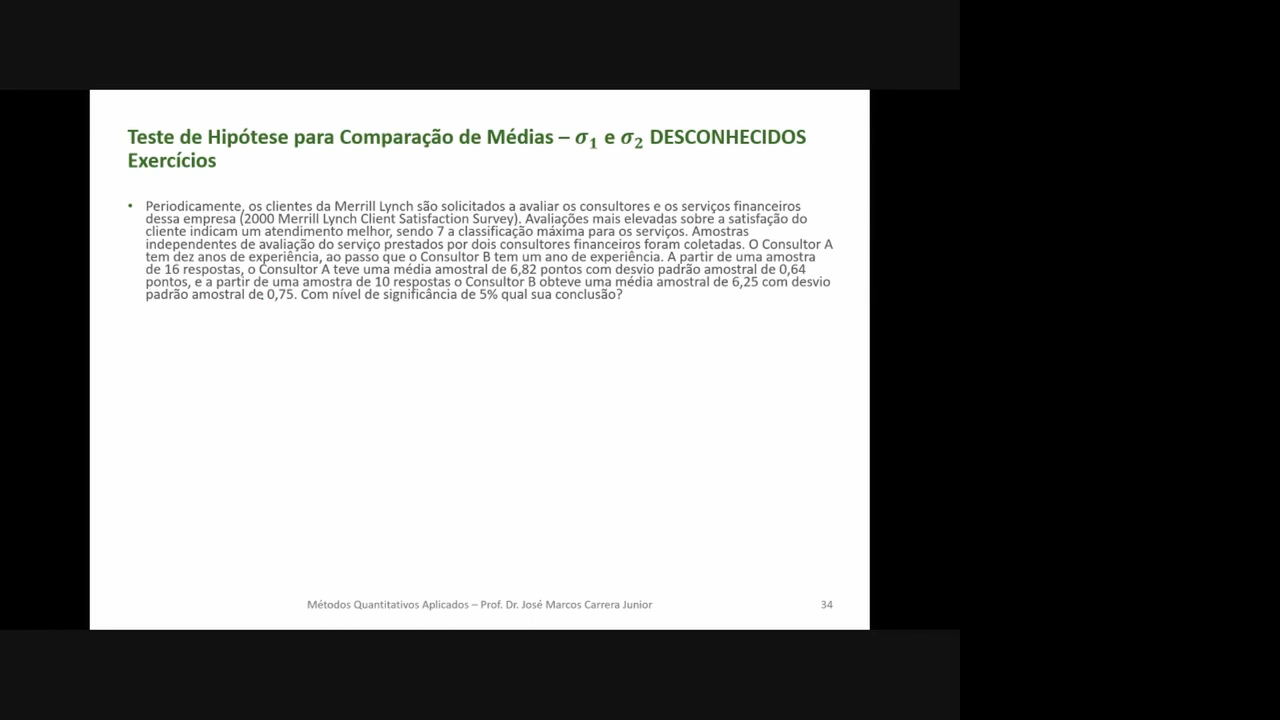 Teste de Hipótese para Comparação de Médias – σ₁ e σ₂ DESCONHECIDOS
Exercícios
• Periodicamente, os clientes da Merrill Lynch são solicitados a avaliar os consultores e os serviços financeiros
dessa empresa (2000 Merrill Lynch Client Satisfaction Survey). Avaliações mais elevadas sobre a satisfação do
cliente indicam um atendimento melhor, sendo 7 a classificação máxima para os serviços. Amostras
independentes de avaliação do serviço prestados por dois consultores financeiros foram coletadas. O Consultor A
tem dez anos de experiência, ao passo que o Consultor B tem um ano de experiência. A partir de uma amostra
de 16 respostas, o Consultor A teve uma média amostral de 6,82 pontos com desvio padrão amostral de 0,64
pontos, e a partir de uma amostra de 10 respostas o Consultor B obteve uma média amostral de 6,25 com desvio
padrão amostral de 0,75. Com nível de significância de 5% qual sua conclusão?
Métodos Quantitativos Aplicados – Prof. Dr. José Marcos Carrera Junior
34